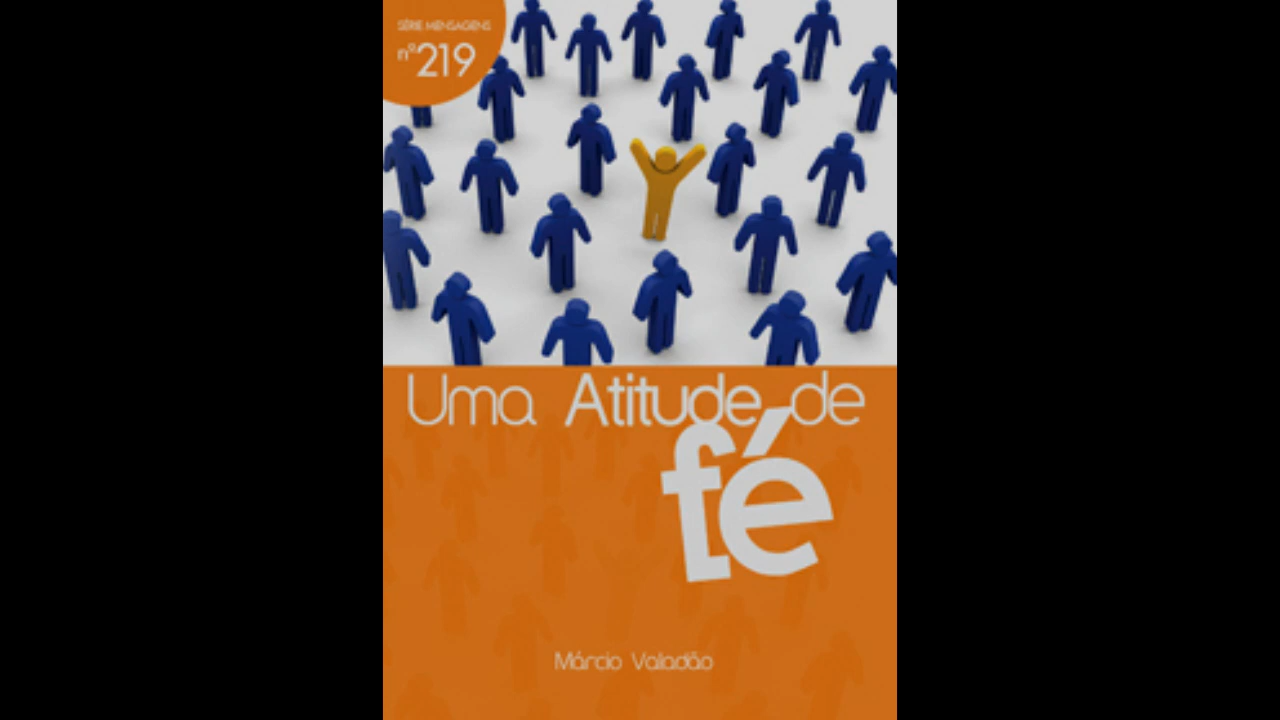 SÉRIE MENSAGENS
nº219
Uma Atitude de
fé
Márcio Valadão